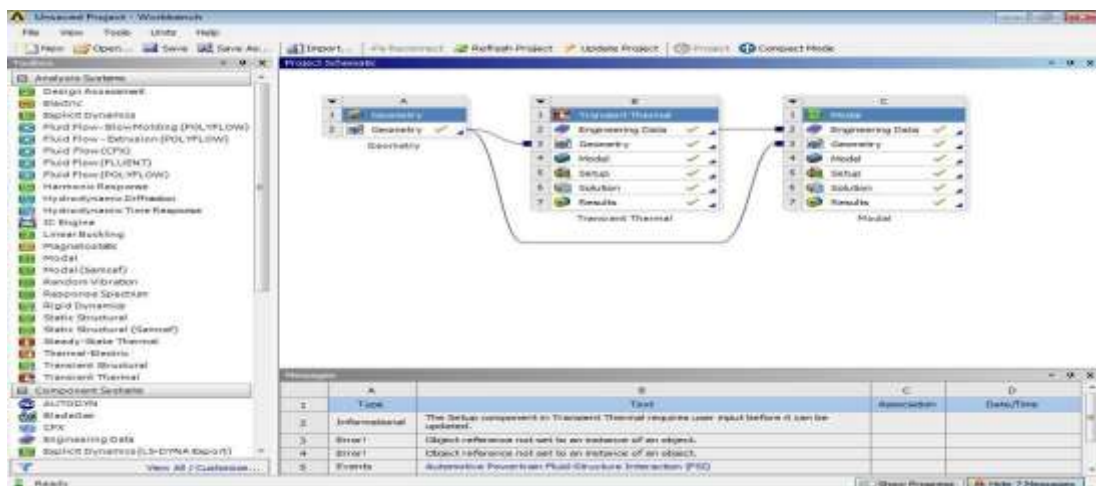 Unsaved Project - Workbench
File View Tools Units Help
New Open... Save Save As... Import... Reconnect Refresh Project Update Project Project Compact Mode
Toolbox
Project Schematic
Analysis Systems
Design Assessment
Electric
Explicit Dynamics
Fluid Flow-BlowMolding (POLYFLOW)
Fluid Flow - Extrusion (POLYFLOW)
Fluid Flow (CFX)
Fluid Flow (FLUENT)
Fluid Flow (POLYFLOW)
Harmonic Response
Hydrodynamic Diffraction
Hydrodynamic Time Response
IC Engine
Linear Buckling
Magnetostatic
Modal
Modal (Samcef)
Random Vibration
Response Spectrum
Rigid Dynamics
Static Structural
Static Structural (Samcef)
Steady-State Thermal
Thermal-Electric
Transient Structural
Transient Thermal
Component Systems
AUTODYN
BladeGen
CFX
Engineering Data
Explicit Dynamics (LS-DYNA Export)
View All / Customize...
A
1 Geometry
2 Geometry
Geometry
B
1 Transient Thermal
2 Engineering Data
3 Geometry
4 Model
5 Setup
6 Solution
7 Results
Transient Thermal
C
1 Modal
2 Engineering Data
3 Geometry
4 Model
5 Setup
6 Solution
7 Results
Modal
Messages
A B C D
1 Type Text Association Date/Time
2 Informational The Setup component in Transient Thermal requires user input before it can be updated.
3 Error! Object reference not set to an instance of an object.
4 Error! Object reference not set to an instance of an object.
5 Events Automotive Powertrain Fluid-Structure Interaction (FSI)
Ready
Show Progress Hide 7 Messages